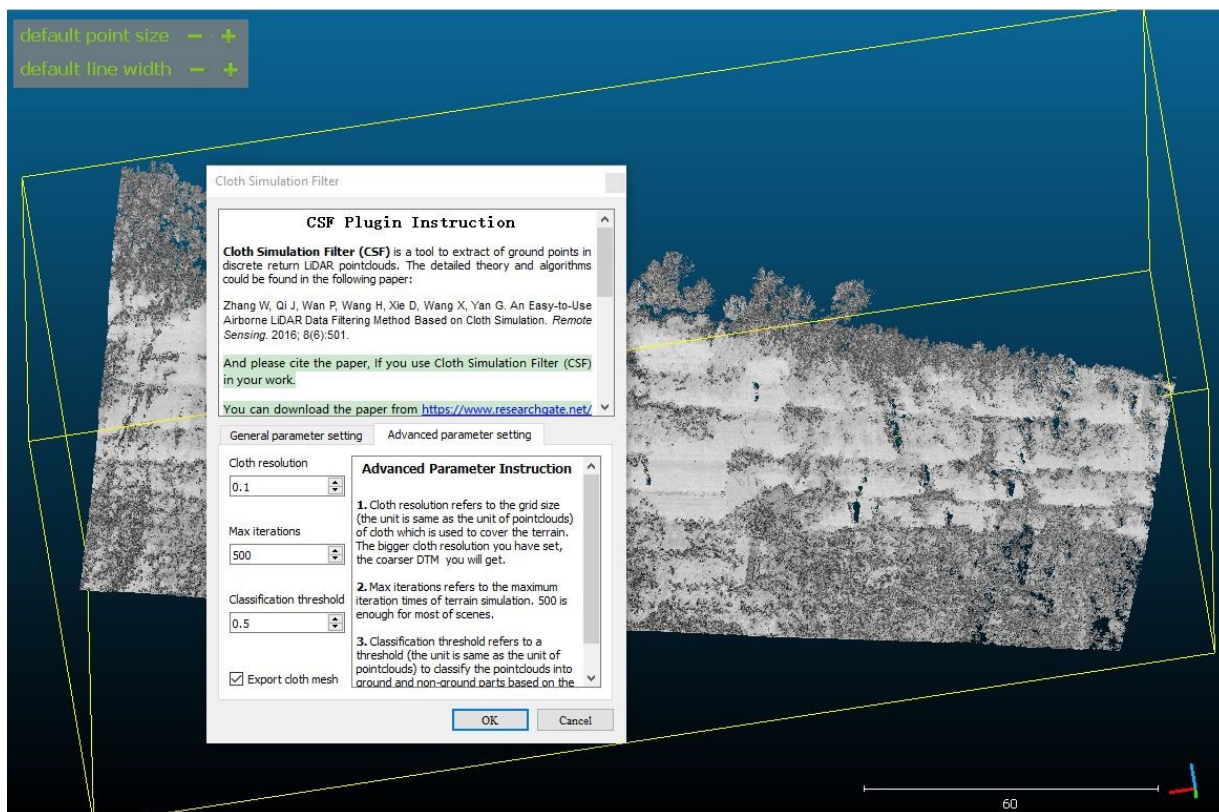 default point size − +
default line width − +
Cloth Simulation Filter
CSF Plugin Instruction
Cloth Simulation Filter (CSF) is a tool to extract of ground points in
discrete return LiDAR pointclouds. The detailed theory and algorithms
could be found in the following paper:
Zhang W, Qi J, Wan P, Wang H, Xie D, Wang X, Yan G. An Easy-to-Use
Airborne LiDAR Data Filtering Method Based on Cloth Simulation. Remote
Sensing. 2016; 8(6):501.
And please cite the paper, If you use Cloth Simulation Filter (CSF)
in your work.
You can download the paper from https://www.researchgate.net/
General parameter setting
Advanced parameter setting
Cloth resolution
0.1
Max iterations
500
Classification threshold
0.5
Export cloth mesh
Advanced Parameter Instruction
1. Cloth resolution refers to the grid size
(the unit is same as the unit of pointclouds)
of cloth which is used to cover the terrain.
The bigger cloth resolution you have set,
the coarser DTM you will get.
2. Max iterations refers to the maximum
iteration times of terrain simulation. 500 is
enough for most of scenes.
3. Classification threshold refers to a
threshold (the unit is same as the unit of
pointclouds) to classify the pointclouds into
ground and non-ground parts based on the
OK
Cancel
60